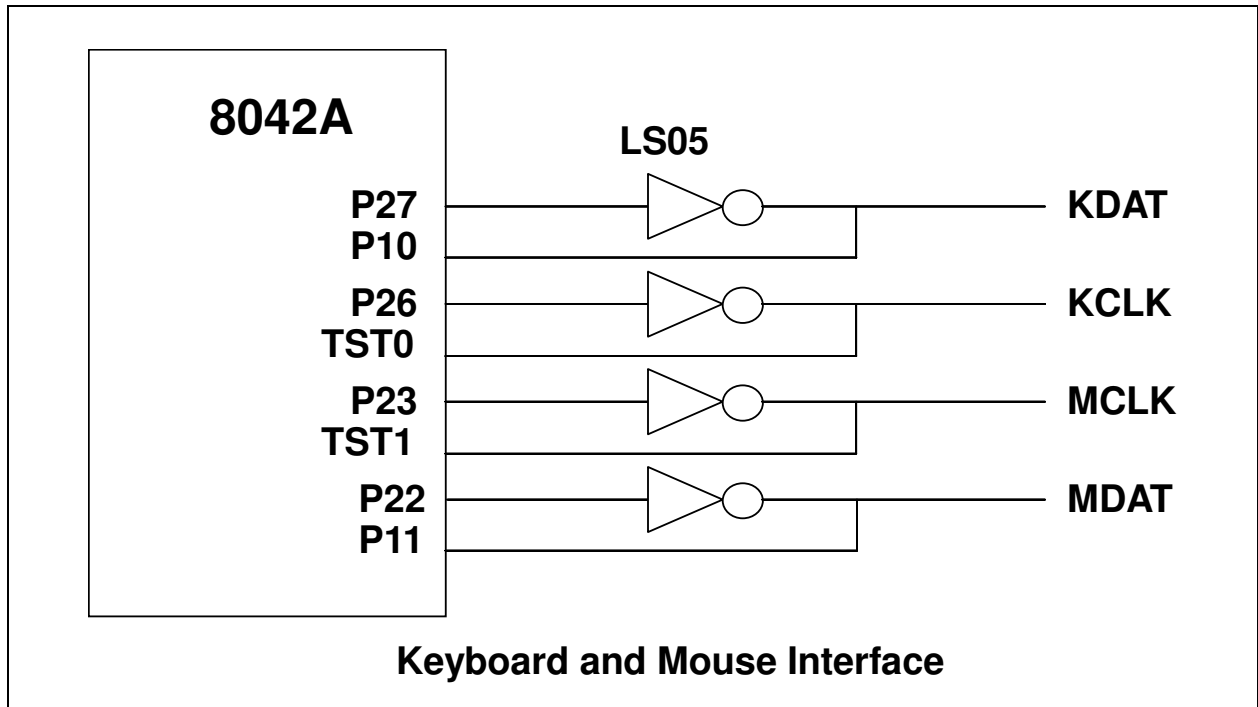 8042A
LS05
P27
KDAT
P10
P26
KCLK
TST0
P23
MCLK
TST1
P22
MDAT
P11
Keyboard and Mouse Interface